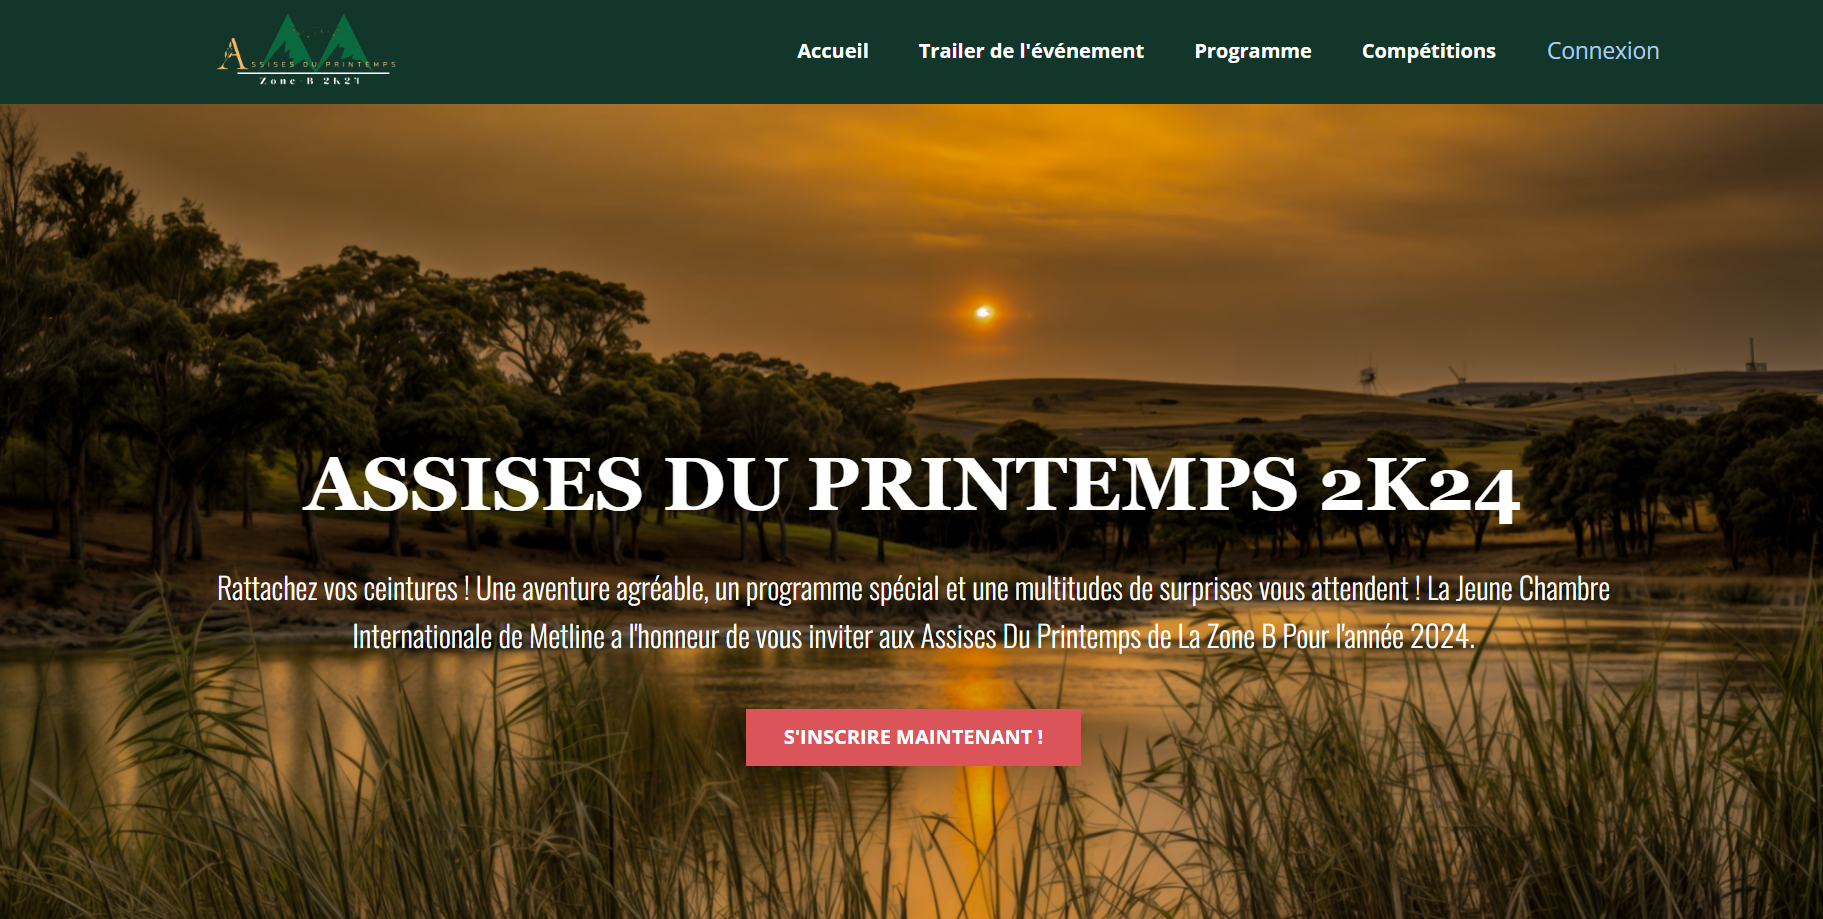 ASSISES DU PRINTEMPS
Zone-B 2K24
Accueil
Trailer de l'événement
Programme
Compétitions
Connexion
ASSISES DU PRINTEMPS 2K24
Rattachez vos ceintures ! Une aventure agréable, un programme spécial et une multitudes de surprises vous attendent ! La Jeune Chambre
Internationale de Metline a l'honneur de vous inviter aux Assises Du Printemps de La Zone B Pour l'année 2024.
S'INSCRIRE MAINTENANT !